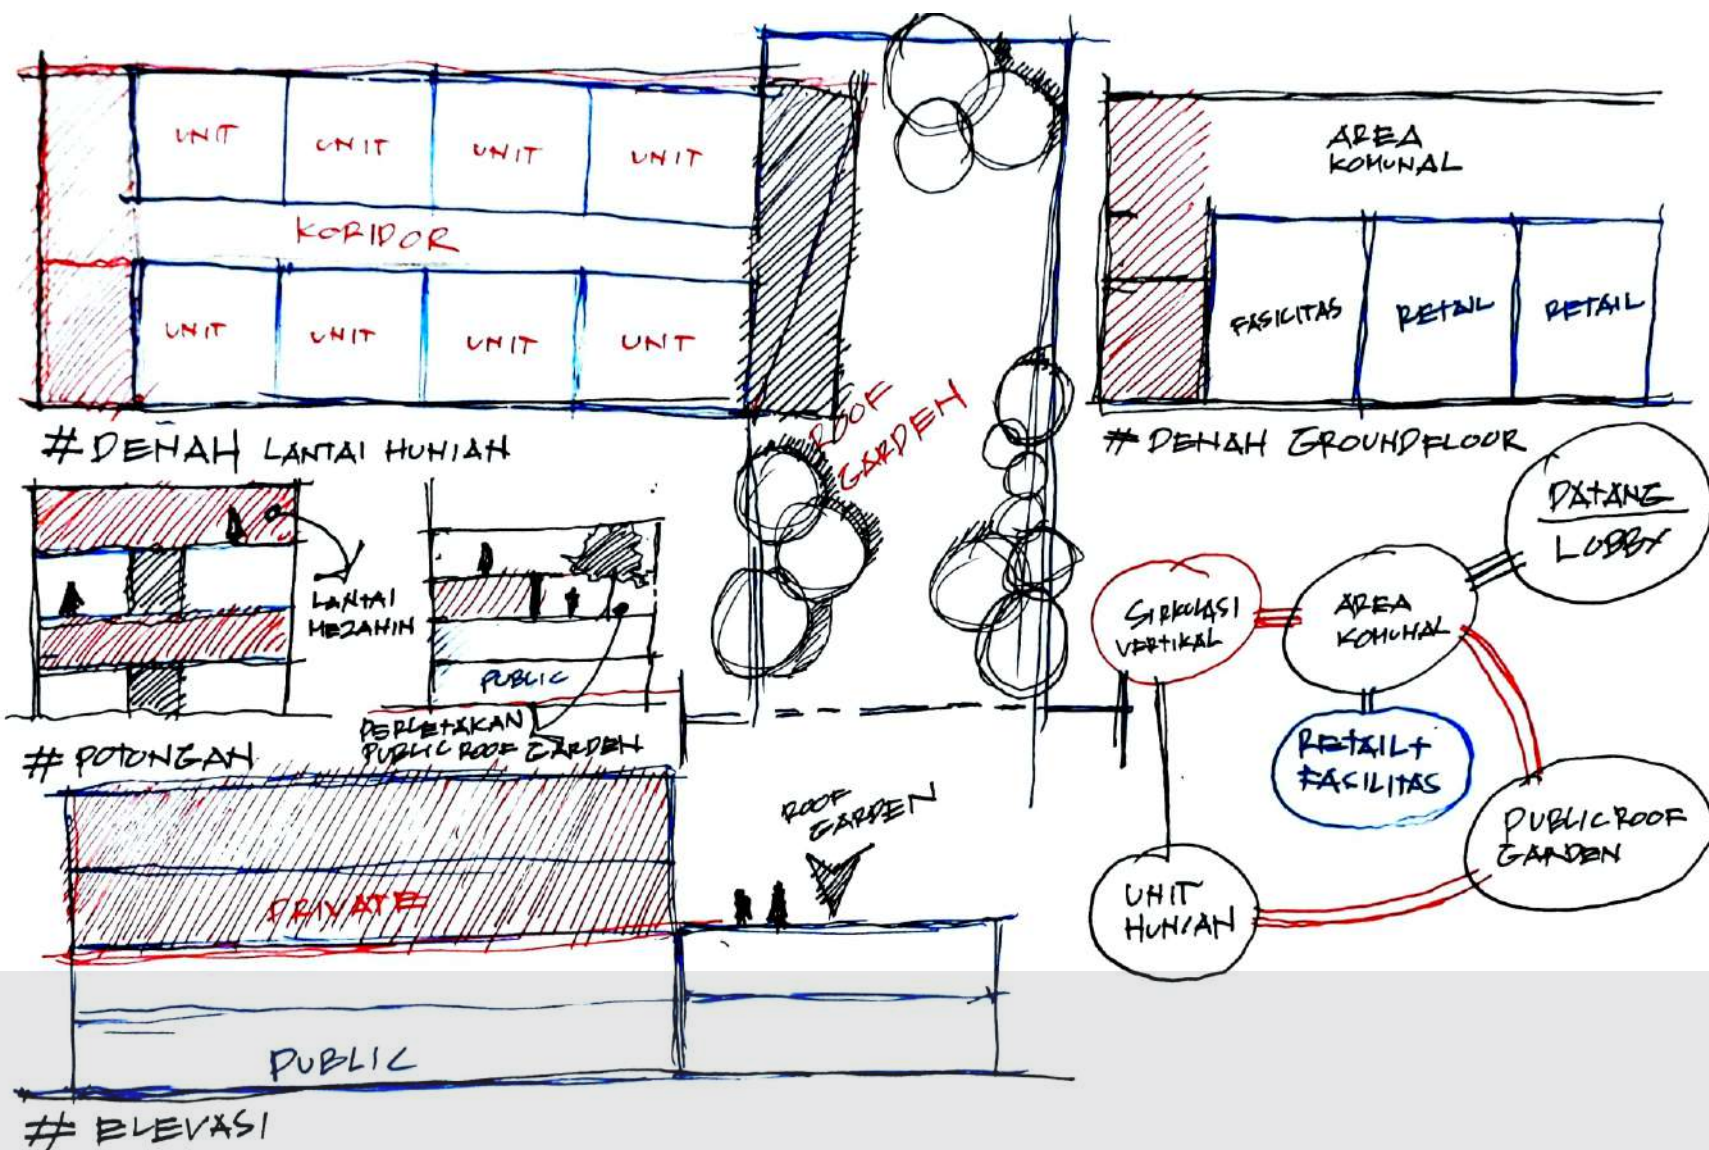 UNIT
UNIT
UNIT
UNIT
KORIDOR
UNIT
UNIT
UNIT
UNIT
# DENAH LANTAI HUNIAN
ROOF
GARDEN
AREA
KOMUNAL
FASILITAS
RETAIL
RETAIL
# DENAH GROUNDFLOOR
LANTAI
MEZANIN
PUBLIC
PERLETAKAN
PUBLIC ROOF GARDEN
# POTONGAN
DATANG
LOBBY
SIRKULASI
VERTIKAL
AREA
KOMUNAL
RETAIL +
FASILITAS
PUBLIC ROOF
GARDEN
UNIT
HUNIAN
ROOF
GARDEN
PRIVATE
PUBLIC
# ELEVASI